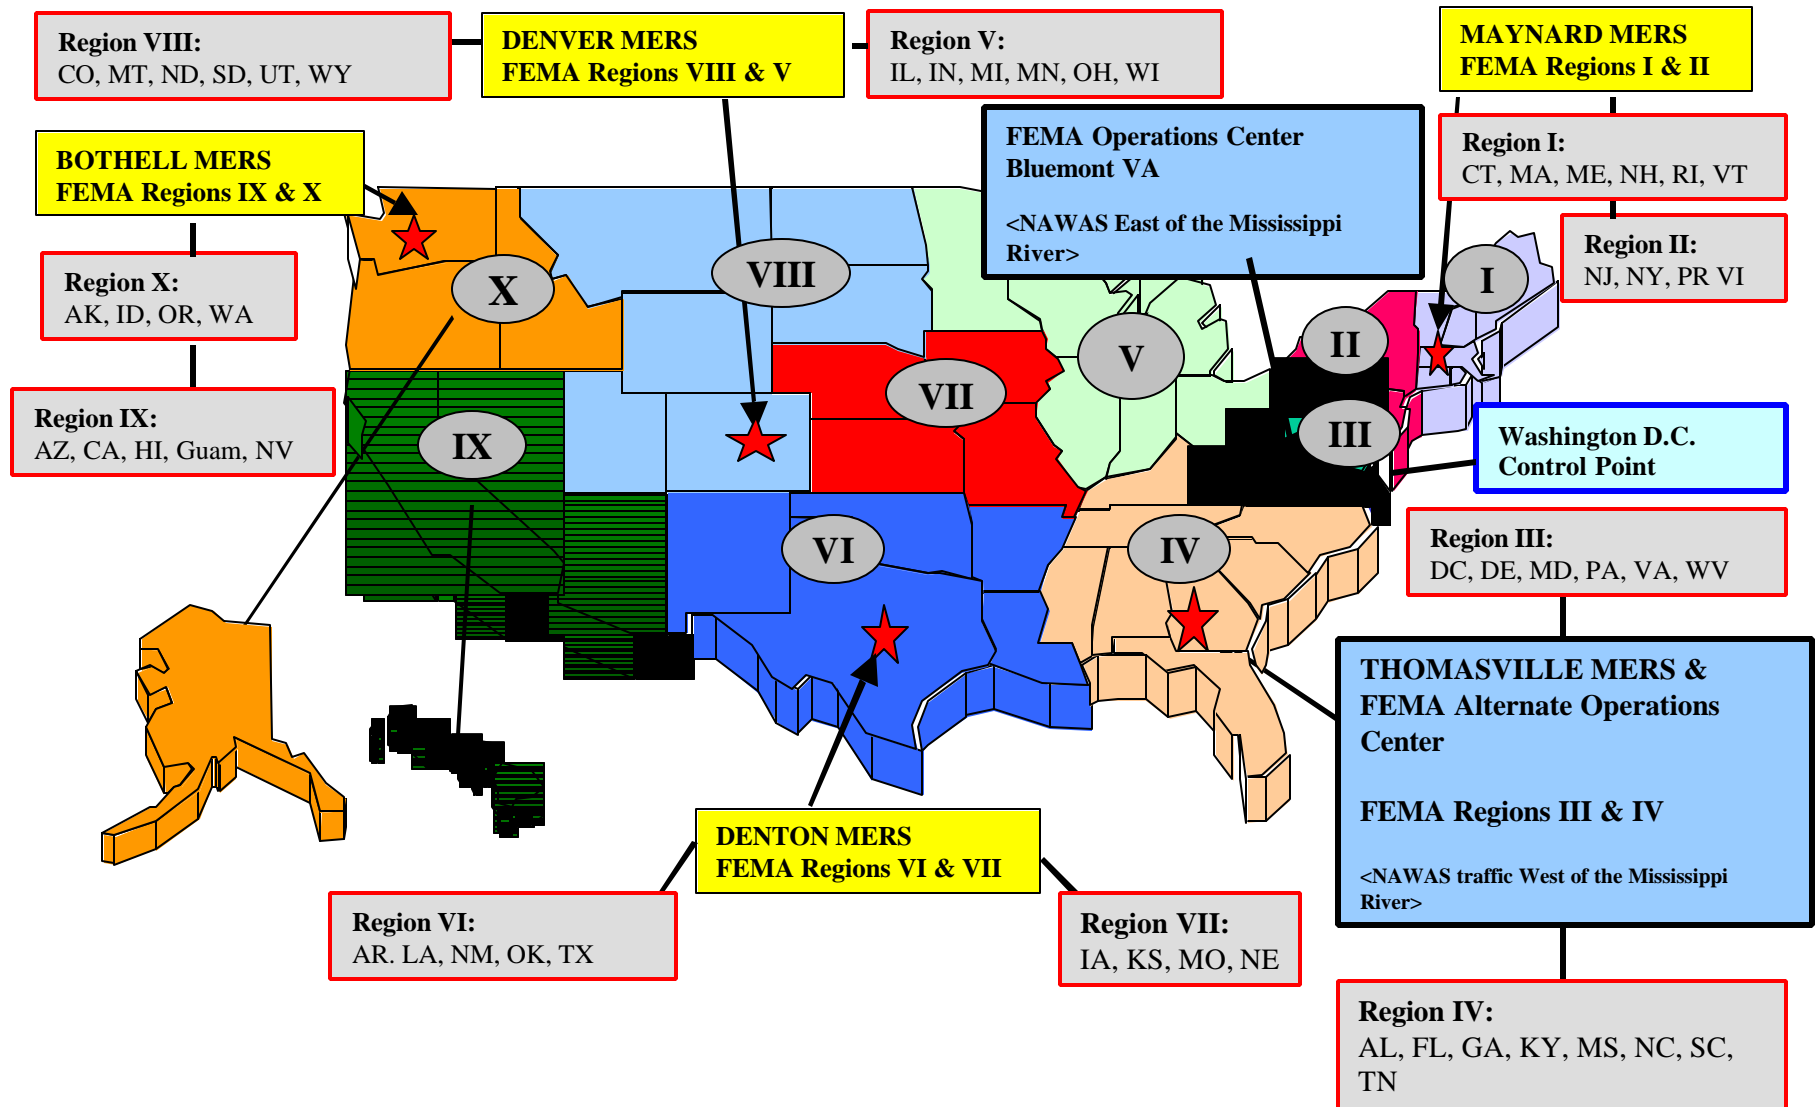 Region VIII:
CO, MT, ND, SD, UT, WY
DENVER MERS
FEMA Regions VIII & V
Region V:
IL, IN, MI, MN, OH, WI
MAYNARD MERS
FEMA Regions I & II
Region I:
CT, MA, ME, NH, RI, VT
Region II:
NJ, NY, PR VI
FEMA Operations Center
Bluemont VA
<NAWAS East of the Mississippi
River>
BOTHELL MERS
FEMA Regions IX & X
Region X:
AK, ID, OR, WA
Region IX:
AZ, CA, HI, Guam, NV
X
VIII
I
II
V
VII
III
IX
VI
IV
Washington D.C.
Control Point
Region III:
DC, DE, MD, PA, VA, WV
THOMASVILLE MERS &
FEMA Alternate Operations
Center
FEMA Regions III & IV
<NAWAS traffic West of the Mississippi
River>
DENTON MERS
FEMA Regions VI & VII
Region VI:
AR. LA, NM, OK, TX
Region VII:
IA, KS, MO, NE
Region IV:
AL, FL, GA, KY, MS, NC, SC,
TN